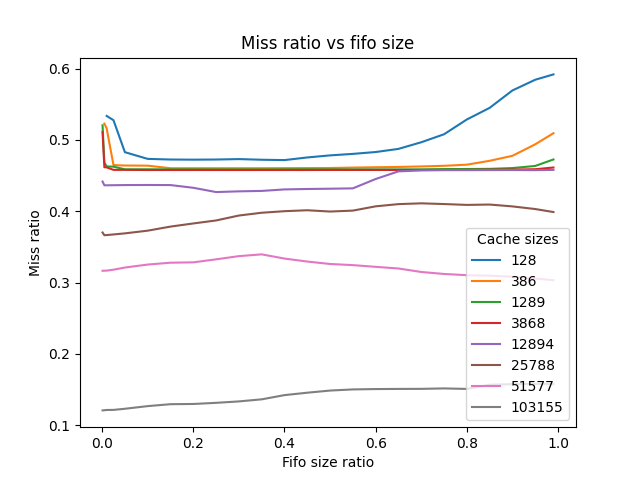 Miss ratio vs fifo size
Miss ratio
0.6
0.5
0.4
0.3
0.2
0.1
0.0 0.2 0.4 0.6 0.8 1.0
Fifo size ratio
Cache sizes
128
386
1289
3868
12894
25788
51577
103155